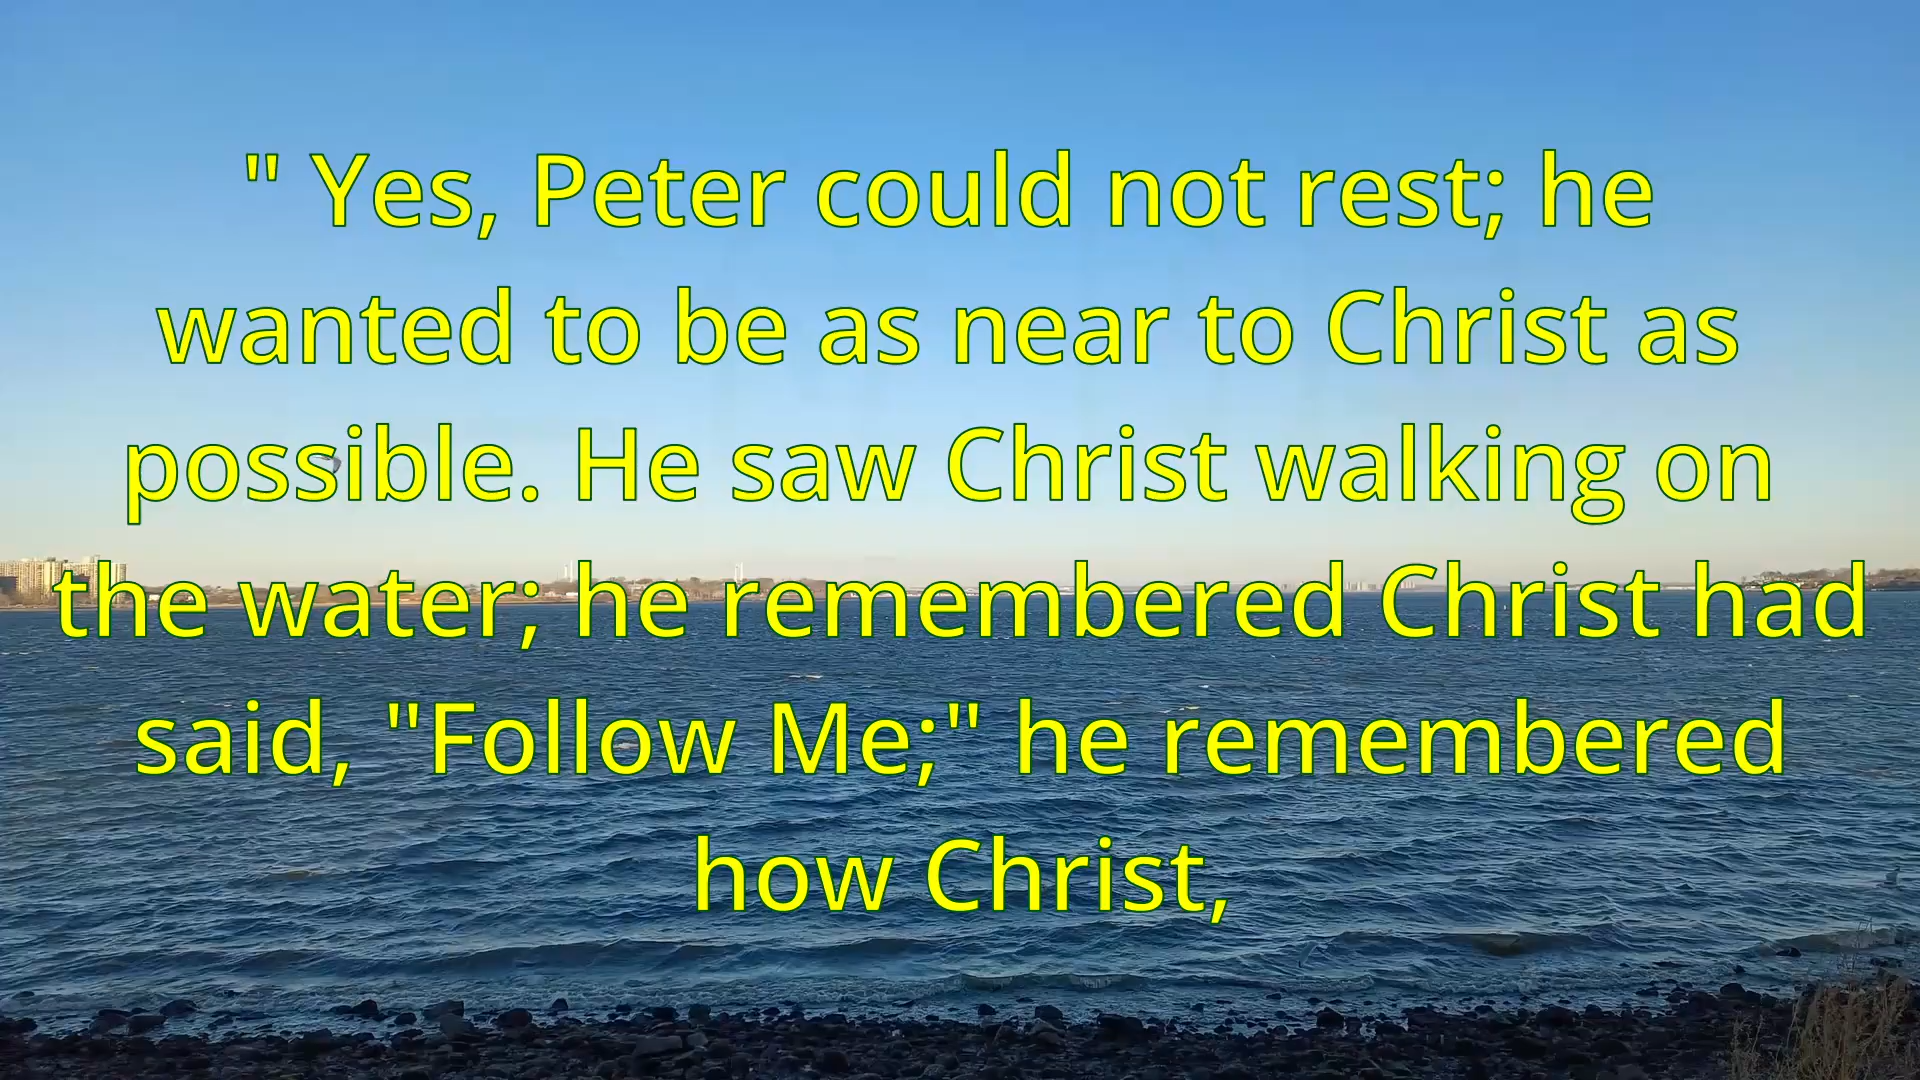 " Yes, Peter could not rest; he
wanted to be as near to Christ as
possible. He saw Christ walking on
the water; he remembered Christ had
said, "Follow Me;" he remembered
how Christ,